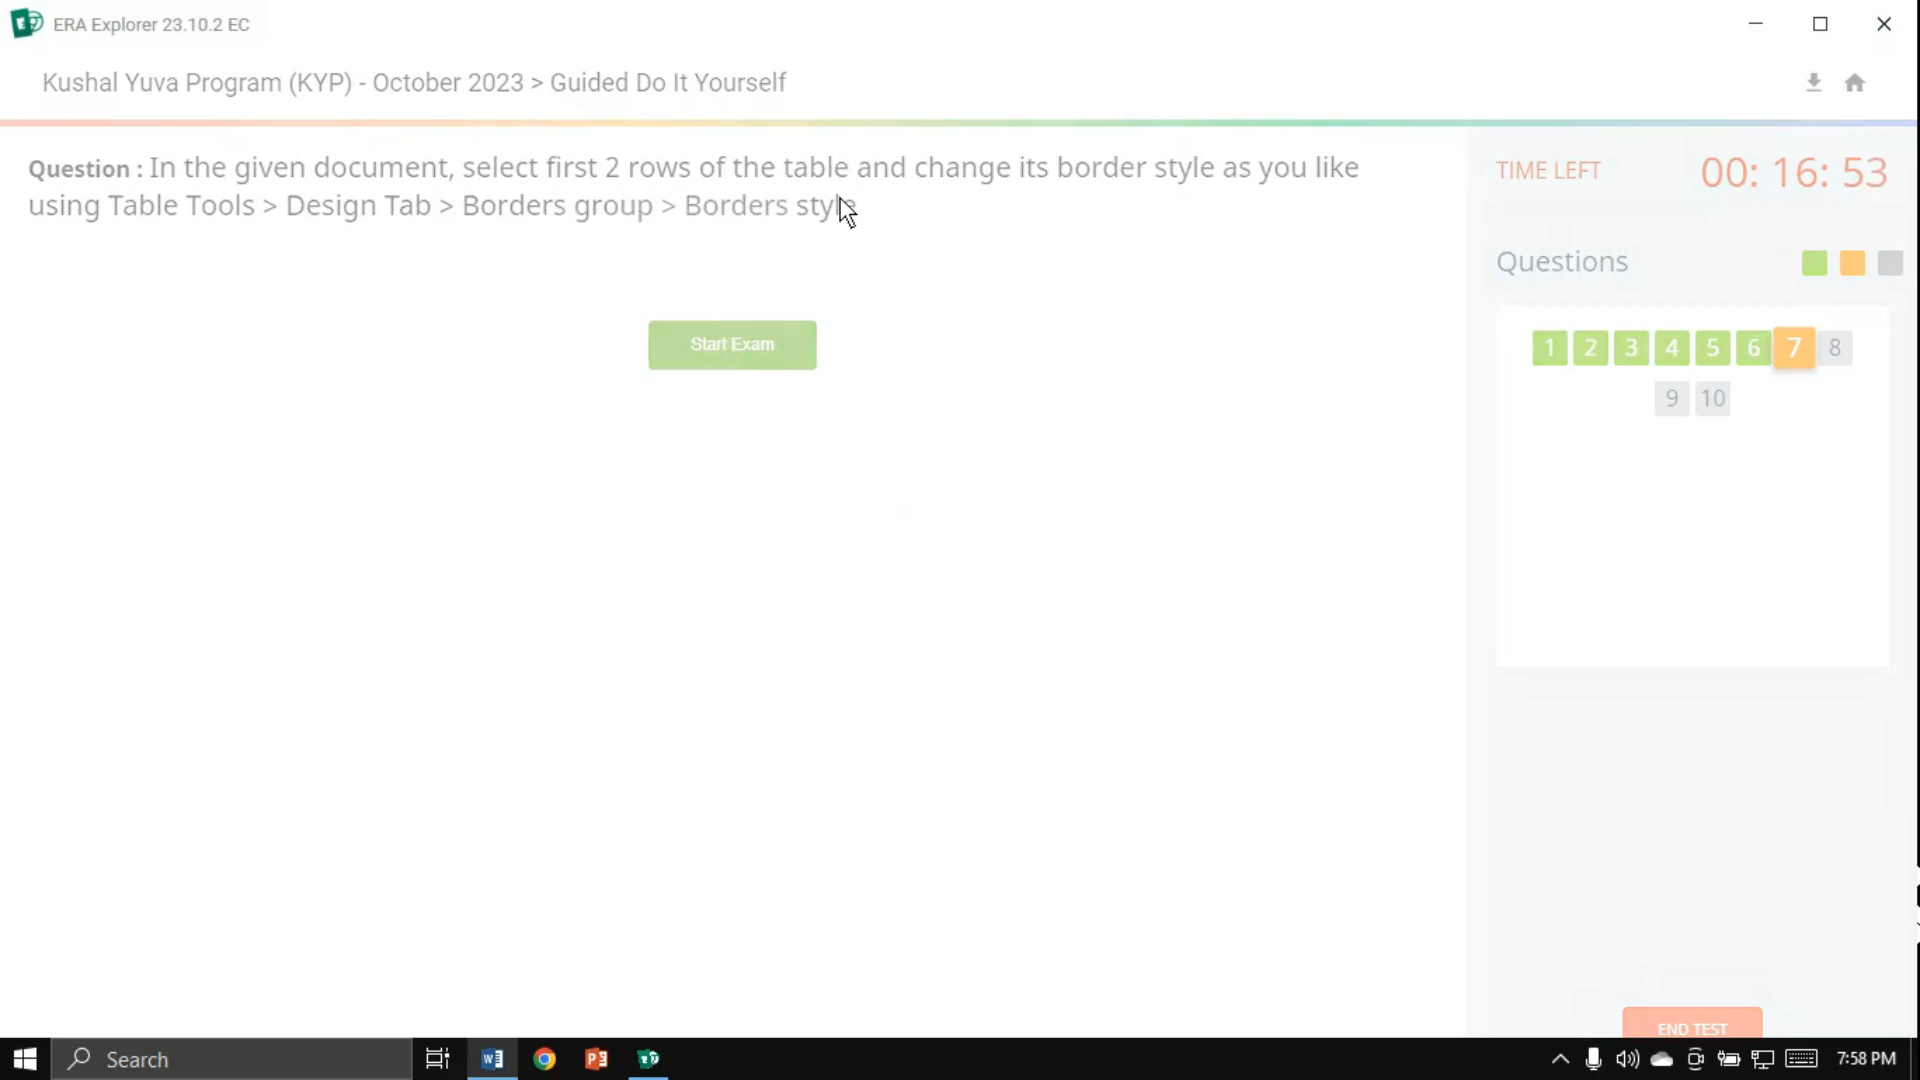 ERA Explorer 23.10.2 EC
Kushal Yuva Program (KYP) - October 2023 > Guided Do It Yourself
Question : In the given document, select first 2 rows of the table and change its border style as you like
using Table Tools > Design Tab > Borders group > Borders style
TIME LEFT 00: 16: 53
Questions
Start Exam
1 2 3 4 5 6 7 8
9 10
END TEST
Search
7:58 PM